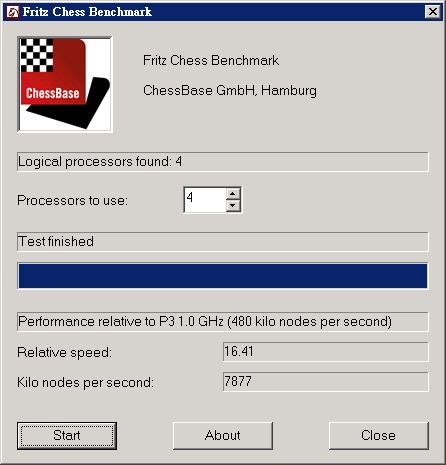 Fritz Chess Benchmark
Fritz Chess Benchmark
ChessBase
ChessBase GmbH, Hamburg
Logical processors found: 4
Processors to use: 4
Test finished
Performance relative to P3 1.0 GHz (480 kilo nodes per second)
Relative speed: 16.41
Kilo nodes per second: 7877
Start About Close